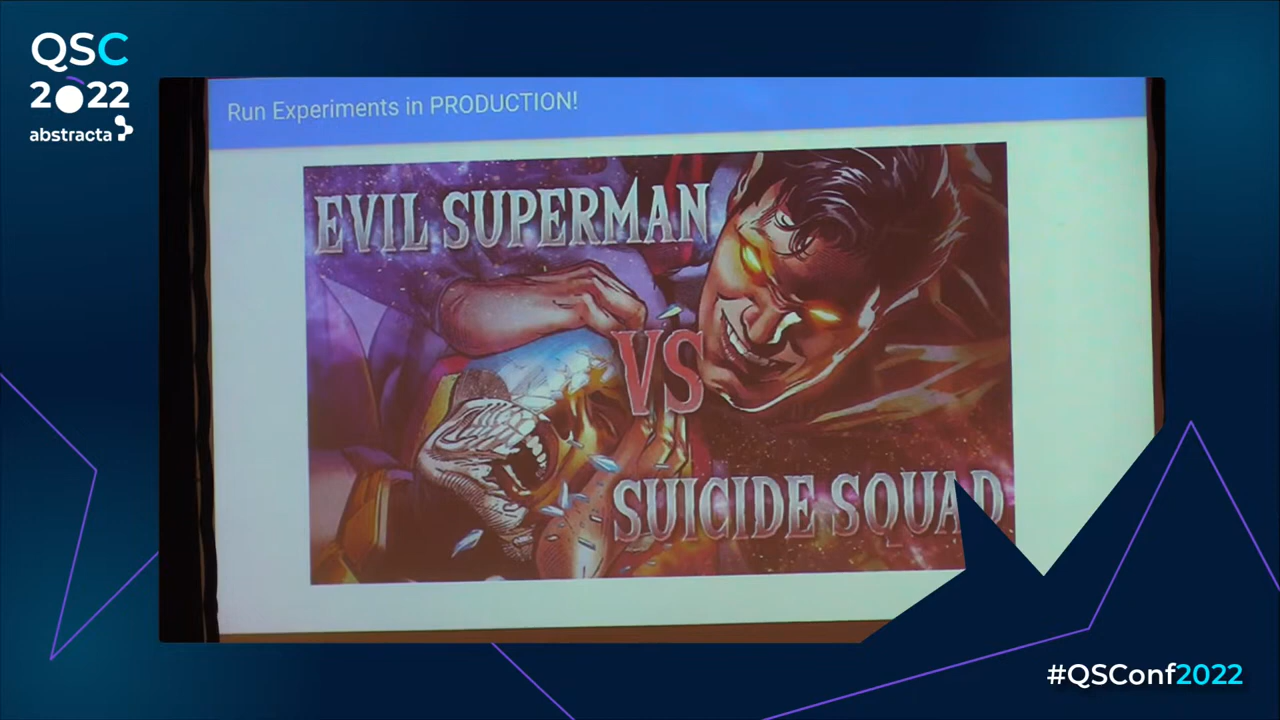 QSC
2022
abstracta
Run Experiments in PRODUCTION!
EVIL SUPERMAN
VS
SUICIDE SQUAD
#QSConf2022